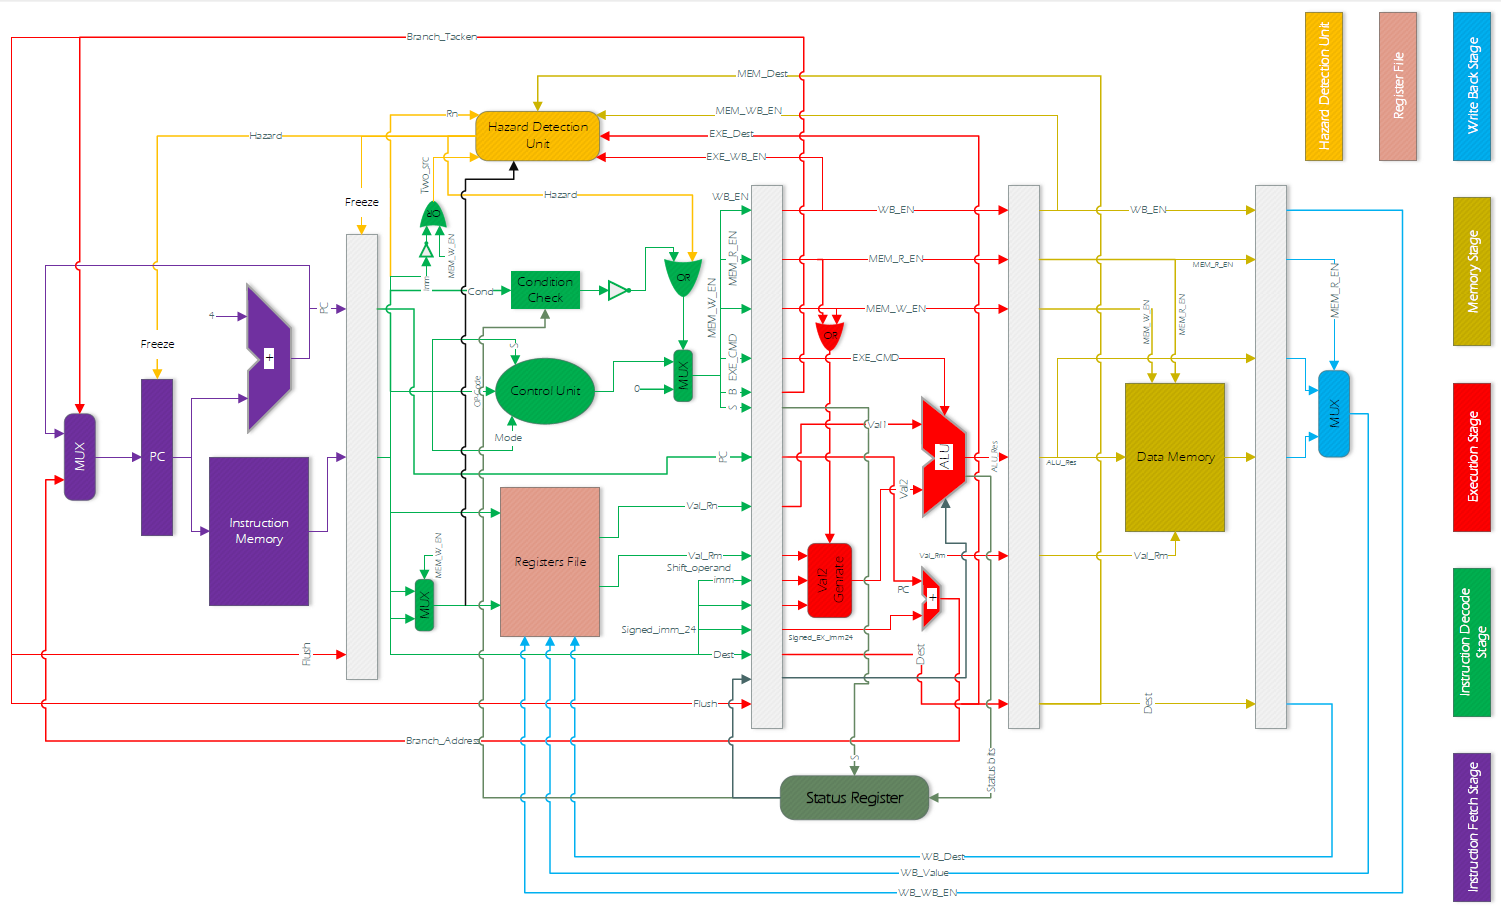 Branch_Tacken
MEM_Dest
Hazard Detection Unit
Register File
Write Back Stage
Rn
MEM_WB_EN
Hazard Detection
Unit
Hazard
EXE_Dest
EXE_WB_EN
Two_src
Hazard
WB_EN
Freeze
OR
WB_EN
WB_EN
MEM_W_EN
MEM_R_EN
Memory Stage
OR
MEM_R_EN
MEM_R_EN
MEM_R_EN
imm
Cond
Condition
Check
MEM_W_EN
PC
4
MEM_W_EN
MEM_W_EN
MEM_R_EN
OR
Freeze
S
+
EXE_CMD
EXE_CMD
MUX
Control Unit
OP-Code
0
B
S
MUX
Mode
Val1
ALU
ALU_Res
MUX
PC
PC
ALU_Res
Data Memory
Execution Stage
Val2
Val_Rn
Instruction
Memory
MEM_W_EN
Registers File
Val_Rm
Shift_operand
imm
Val_Rm
Val_Rm
Val2
Genrate
PC
+
MUX
Signed_imm_24
Signed_EX_imm24
Flush
Dest
Dest
Instruction Decode
Stage
Flush
Dest
Branch_Address
S
Status bits
Status Register
Instruction Fetch Stage
WB_Dest
WB_Value
WB_WB_EN